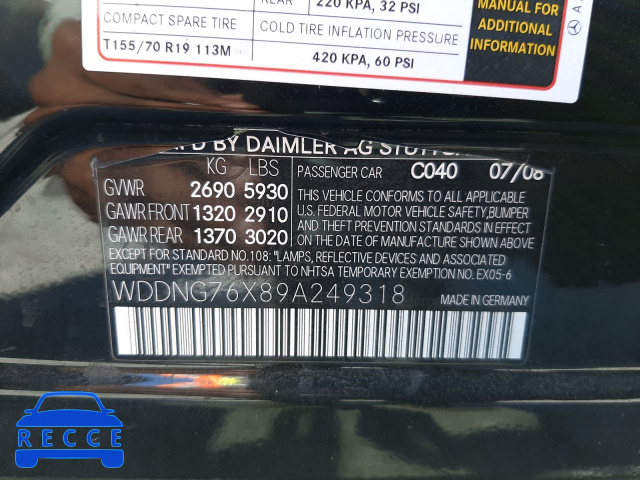 REAR 220 KPA, 32 PSI
COMPACT SPARE TIRE
T155/70 R19 113M
COLD TIRE INFLATION PRESSURE
420 KPA, 60 PSI
MANUAL FOR
ADDITIONAL
INFORMATION
A
BY DAIMLER AG
KG LBS
GVWR 2690 5930
GAWR FRONT 1320 2910
GAWR REAR 1370 3020
PASSENGER CAR C040 07/08
THIS VEHICLE CONFORMS TO ALL APPLICABLE
U.S. FEDERAL MOTOR VEHICLE SAFETY, BUMPER
AND THEFT PREVENTION STANDARDS IN EFFECT
ON THE DATE OF MANUFACTURE SHOWN ABOVE.
EXCEPT FOR STANDARD NO. 108: "LAMPS, REFLECTIVE DEVICES AND ASSOCIATED
EQUIPMENT" EXEMPTED PURSUANT TO NHTSA TEMPORARY EXEMPTION NO. EX05-6
WDDNG76X89A249318
MADE IN
GERMANY
RECCE